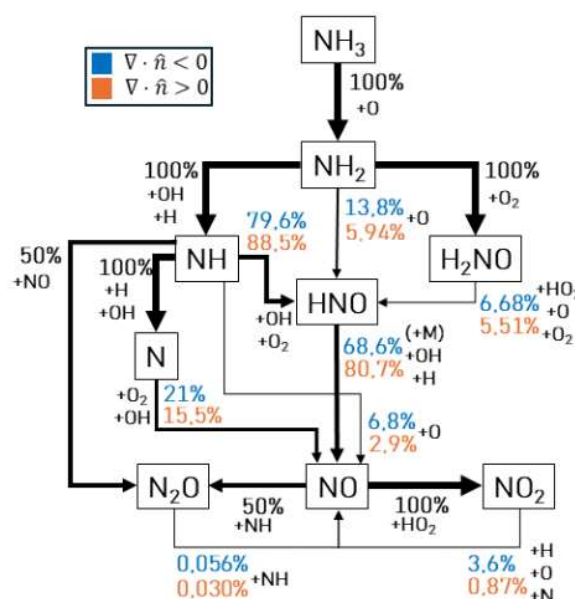 NH3
∇ · n̂ < 0
∇ · n̂ > 0
100%
+O
NH2
100%
+OH
+H
79,6%
88,5%
13,8% +O
5,94%
100%
+O2
50%
+NO
NH
100%
+H
+OH
+OH
+O2
HNO
H2NO
6,68%
5,51%
+HO2
+O
+O2
N
68,6%
80,7%
(+M)
+OH
+H
+O2
+OH
21%
15,5%
6,8% +O
2,9%
N2O
50%
+NH
NO
100%
+HO2
NO2
0,056%
0,030%
+NH
3,6%
0,87%
+H
+O
+N